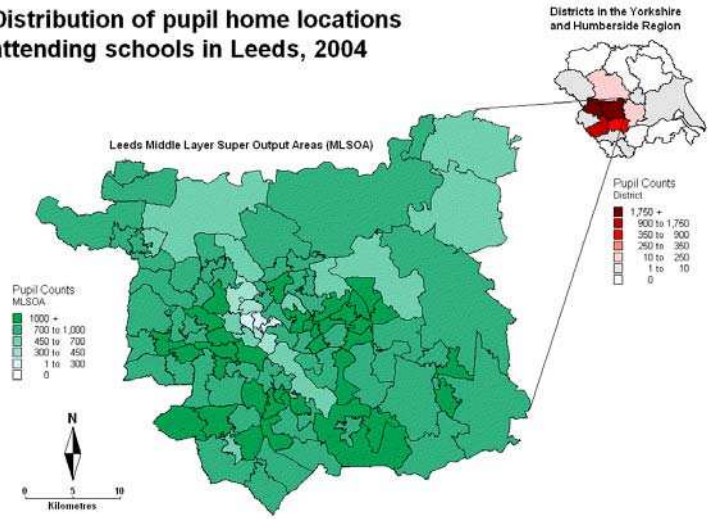 Distribution of pupil home locations
attending schools in Leeds, 2004
Districts in the Yorkshire
and Humberside Region
Leeds Middle Layer Super Output Areas (MLSOA)
Pupil Counts
District
1,750 +
900 to 1,750
350 to 900
250 to 350
10 to 250
1 to 10
0
Pupil Counts
MLSOA
1000 +
700 to 1,000
450 to 700
300 to 450
1 to 300
0
N
0 5 10
Kilometres